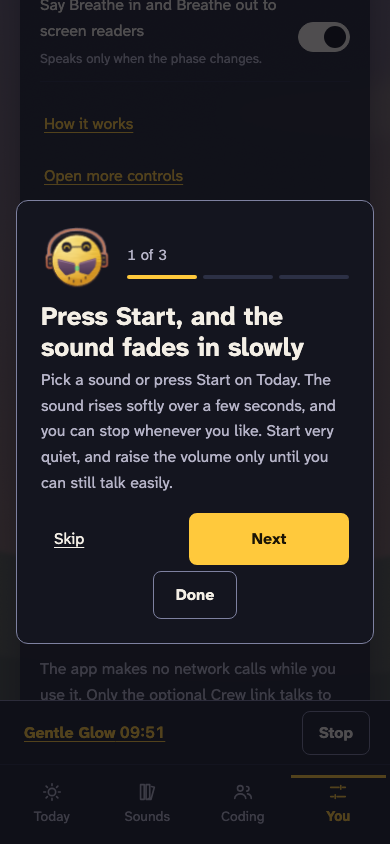 Say Breathe in and Breathe out to
screen readers
Speaks only when the phase changes.
How it works
Open more controls
1 of 3
Press Start, and the
sound fades in slowly
Pick a sound or press Start on Today. The
sound rises softly over a few seconds, and
you can stop whenever you like. Start very
quiet, and raise the volume only until you
can still talk easily.
Skip
Next
Done
The app makes no network calls while you
use it. Only the optional Crew link talks to
Gentle Glow 09:51
Stop
Today
Sounds
Coding
You